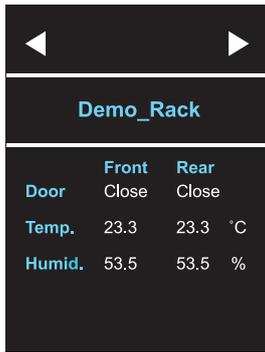 Demo_Rack
Front Rear
Door Close Close
Temp. 23.3 23.3 °C
Humid. 53.5 53.5 %